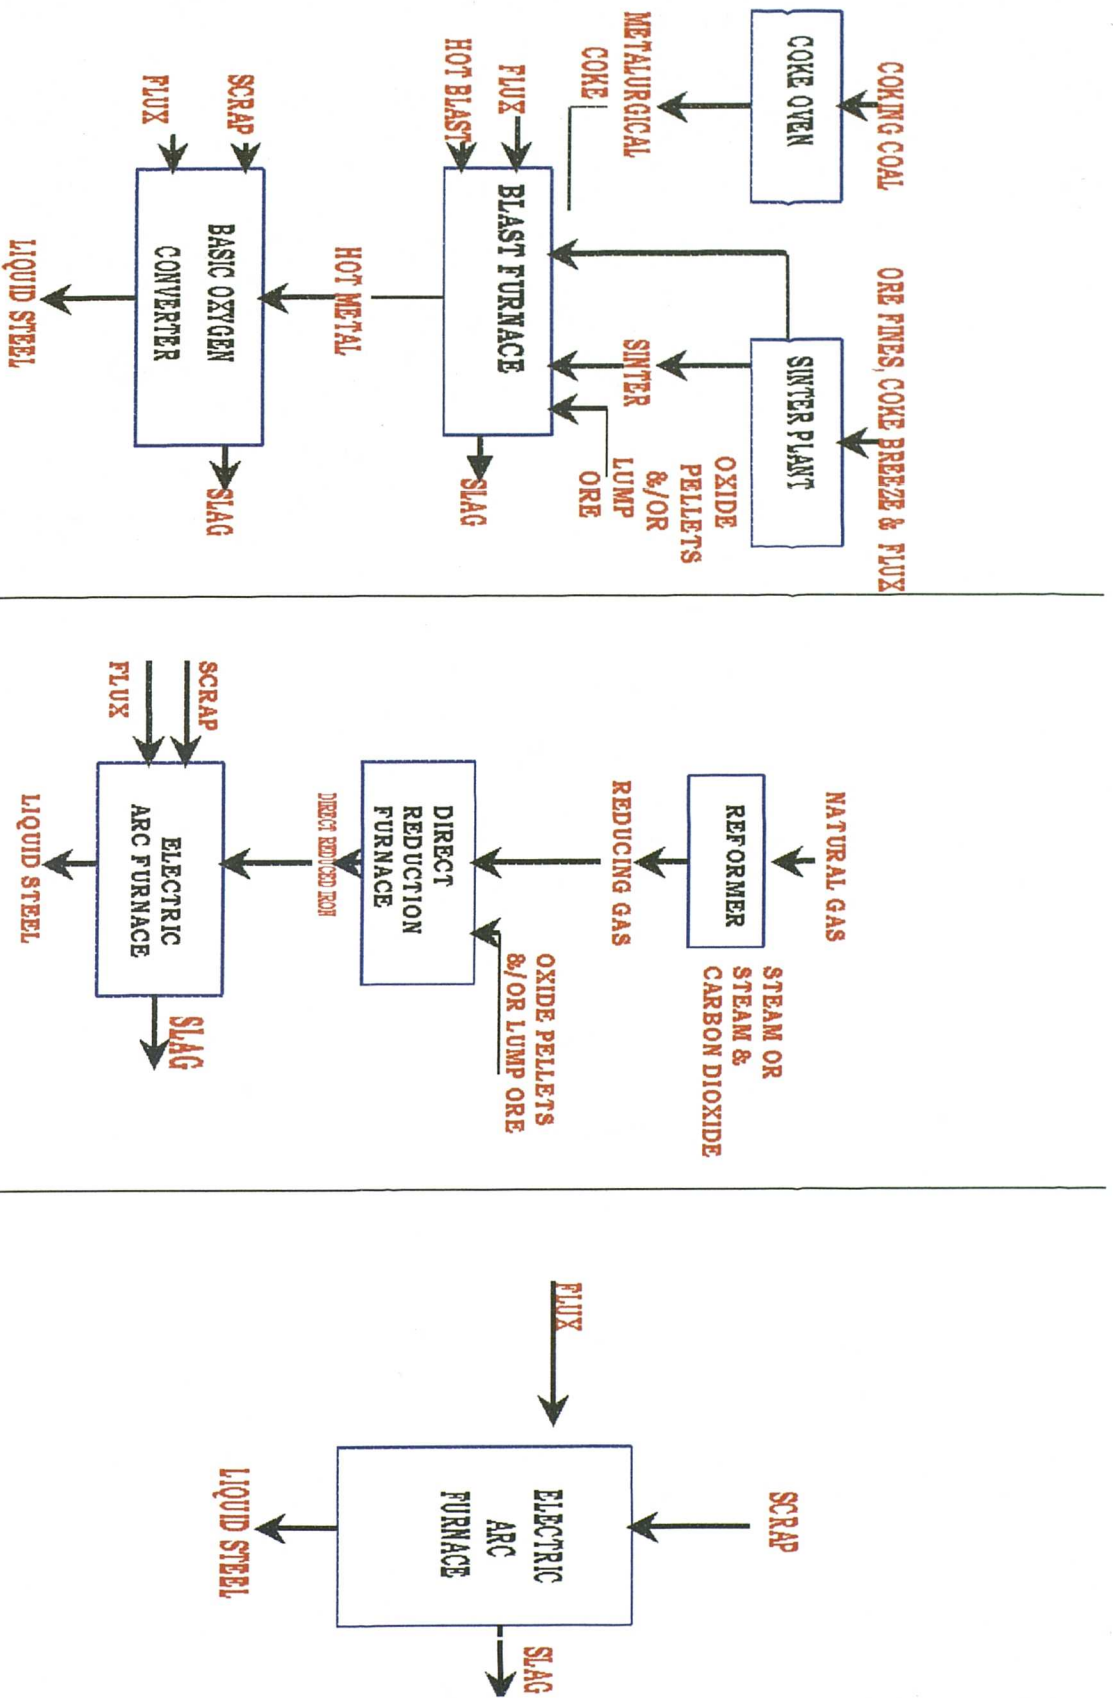 COKING COAL
COKE OVEN
METALURGICAL
COKE
ORE FINES, COKE BREEZE & FLUX
SINTER PLANT
SINTER
OXIDE
PELLETS
&/OR
LUMP
ORE
FLUX
HOT BLAST
BLAST FURNACE
SLAG
HOT METAL
SCRAP
FLUX
BASIC OXYGEN
CONVERTER
SLAG
LIQUID STEEL
NATURAL GAS
REFORMER
STEAM OR
STEAM &
CARBON DIOXIDE
REDUCING GAS
OXIDE PELLETS
&/OR LUMP ORE
DIRECT
REDUCTION
FURNACE
DIRECT REDUCED IRON
SCRAP
FLUX
ELECTRIC
ARC FURNACE
SLAG
LIQUID STEEL
SCRAP
FLUX
ELECTRIC
ARC
FURNACE
SLAG
LIQUID STEEL